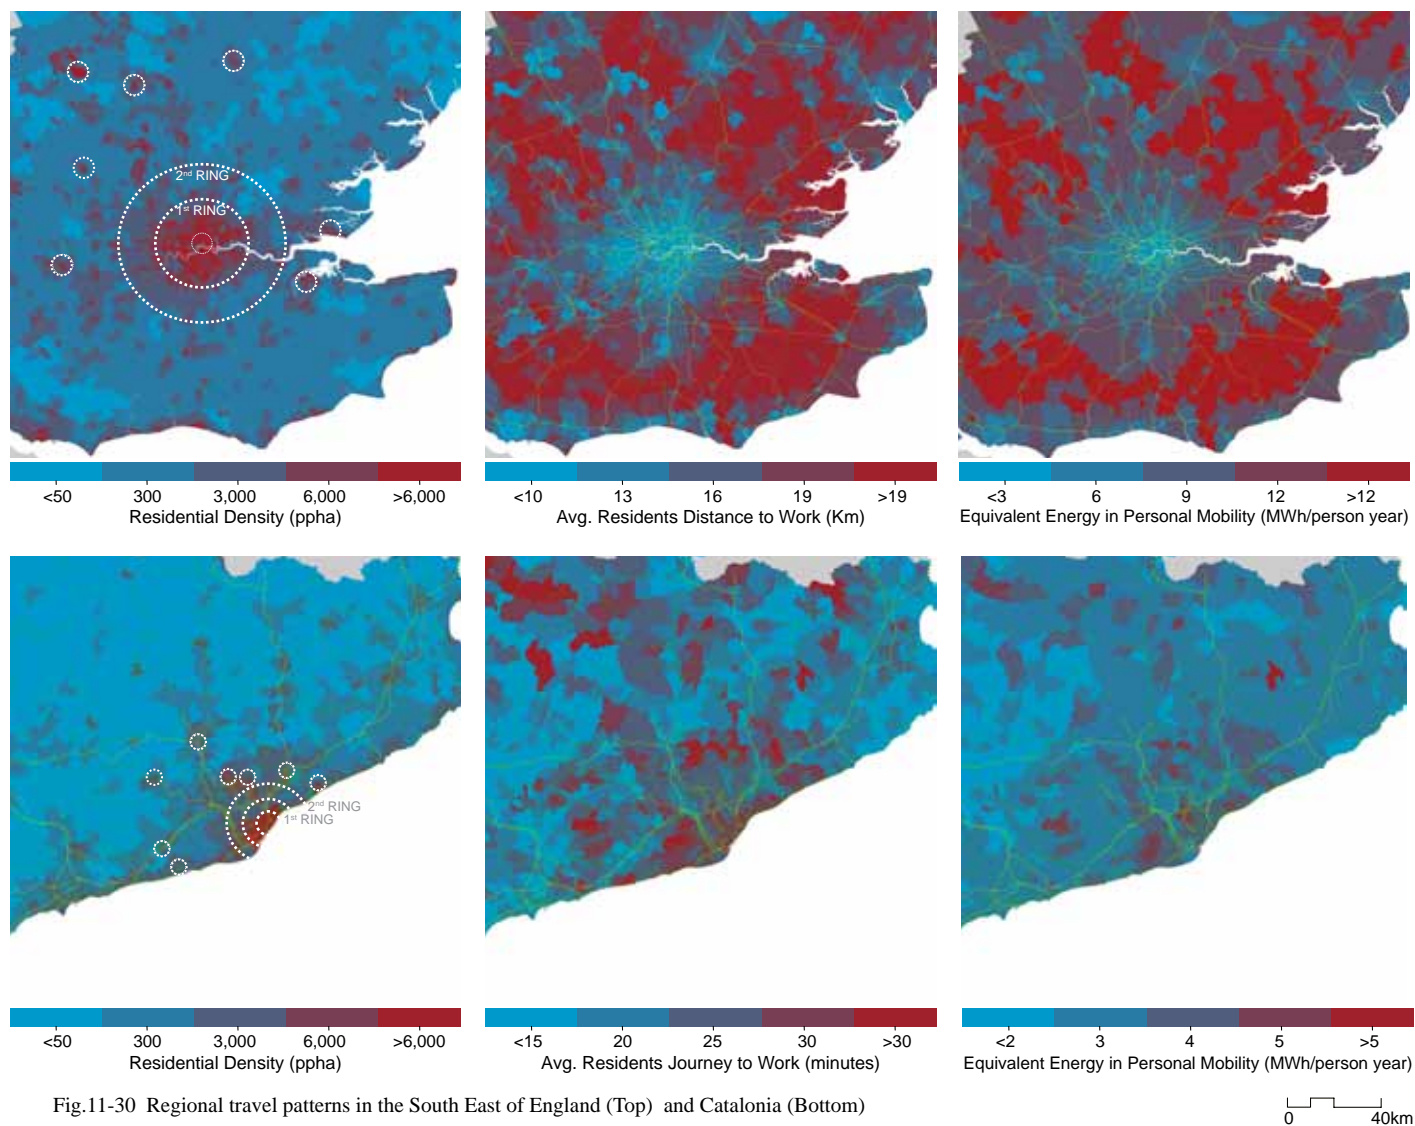 2nd RING
1st RING
<50 300 3,000 6,000 >6,000
Residential Density (ppha)
<10 13 16 19 >19
Avg. Residents Distance to Work (Km)
<3 6 9 12 >12
Equivalent Energy in Personal Mobility (MWh/person year)
2nd RING
1st RING
<50 300 3,000 6,000 >6,000
Residential Density (ppha)
<15 20 25 30 >30
Avg. Residents Journey to Work (minutes)
<2 3 4 5 >5
Equivalent Energy in Personal Mobility (MWh/person year)
Fig.11-30 Regional travel patterns in the South East of England (Top) and Catalonia (Bottom)
0 40km